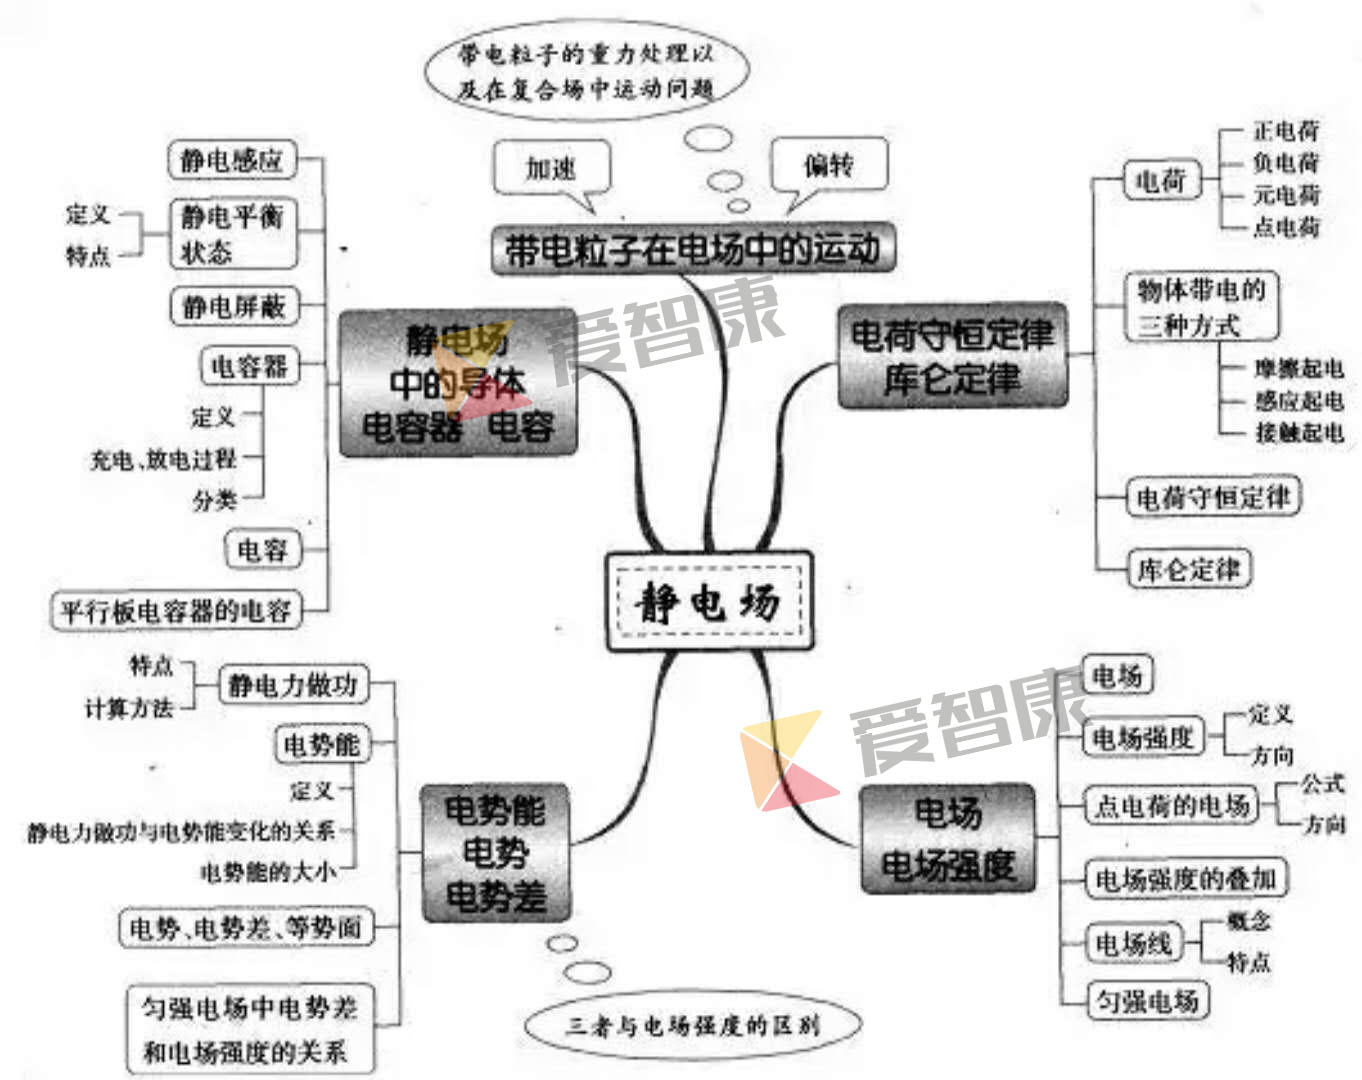 带电粒子的重力处理以
及在复合场中运动问题
加速
偏转
带电粒子在电场中的运动
静电感应
定义
特点
静电平衡
状态
静电屏蔽
电容器
定义
充电、放电过程
分类
电容
平行板电容器的电容
静电场
中的导体
电容器 电容
爱智康
电荷守恒定律
库仑定律
电荷
正电荷
负电荷
元电荷
点电荷
物体带电的
三种方式
摩擦起电
感应起电
接触起电
电荷守恒定律
库仑定律
静电场
特点
计算方法
静电力做功
电势能
定义
静电力做功与电势能变化的关系
电势能的大小
电势、电势差、等势面
匀强电场中电势差
和电场强度的关系
电势能
电势
电势差
三者与电场强度的区别
爱智康
电场
电场强度
电场
电场强度
定义
方向
点电荷的电场
公式
方向
电场强度的叠加
电场线
概念
特点
匀强电场